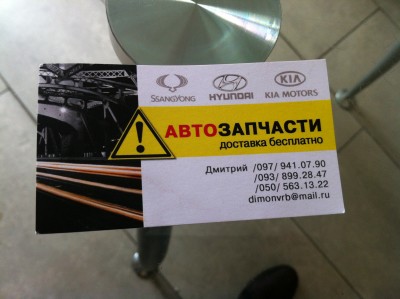 SSANGYONG HYUNDAI KIA
KIA MOTORS
АВТОЗАПЧАСТИ
доставка бесплатно
Дмитрий /097/ 941.07.90
/093/ 899.28.47
/050/ 563.13.22
dimonvrb@mail.ru